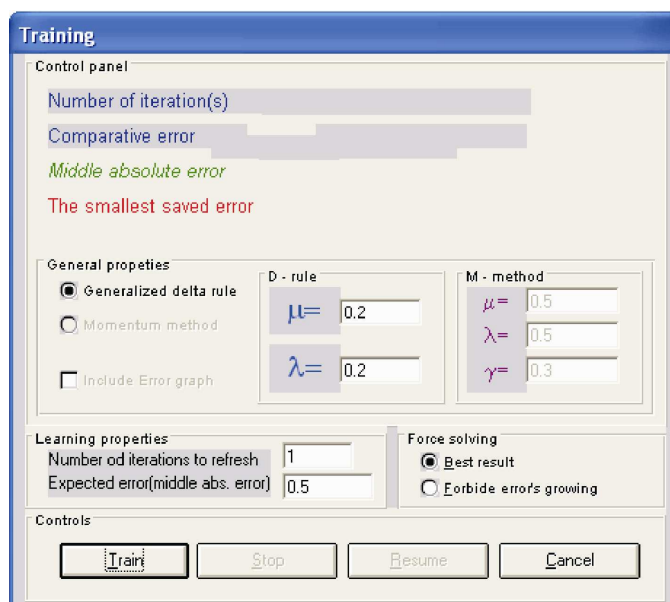 Training
Control panel
Number of iteration(s)
Comparative error
Middle absolute error
The smallest saved error
General propeties
Generalized delta rule
Momentum method
Include Error graph
D - rule
μ= 0.2
λ= 0.2
M - method
μ= 0.5
λ= 0.5
γ= 0.3
Learning properties
Number od iterations to refresh 1
Expected error(middle abs. error) 0.5
Force solving
Best result
Forbide error's growing
Controls
Train Stop Resume Cancel